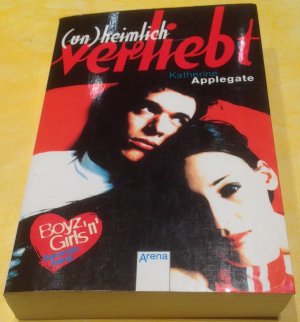 (un)heimlich
verliebt
Katherine
Applegate
Boyz 'n'
Girls
Arena